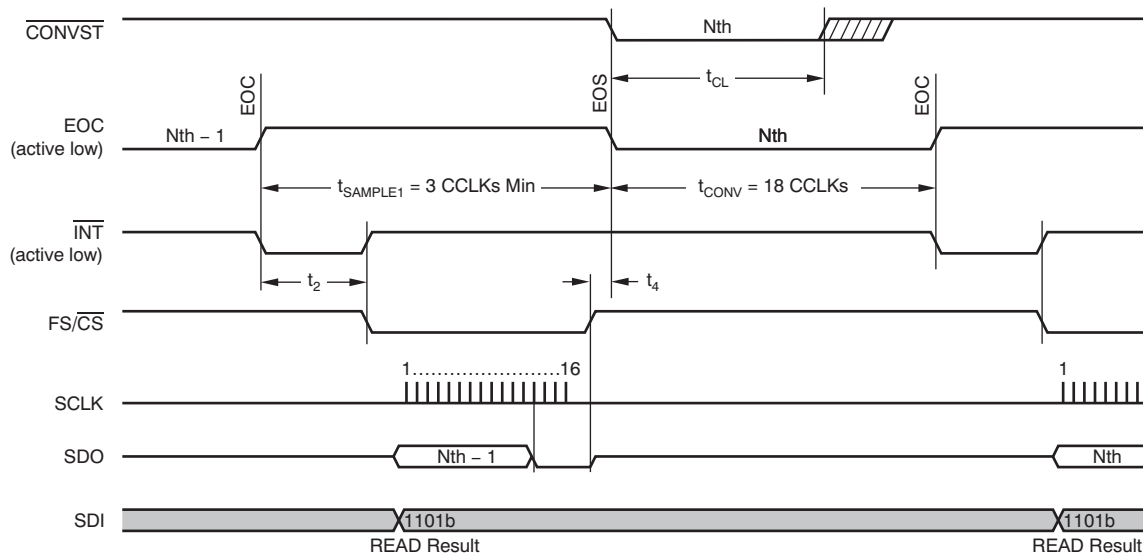 CONVST
Nth
tCL
EOC
EOS
EOC
EOC
(active low)
Nth − 1
Nth
tSAMPLE1 = 3 CCLKs Min
tCONV = 18 CCLKs
INT
(active low)
t2
t4
FS/CS
1.......................16
1
SCLK
SDO
Nth − 1
Nth
SDI
1101b
1101b
READ Result
READ Result